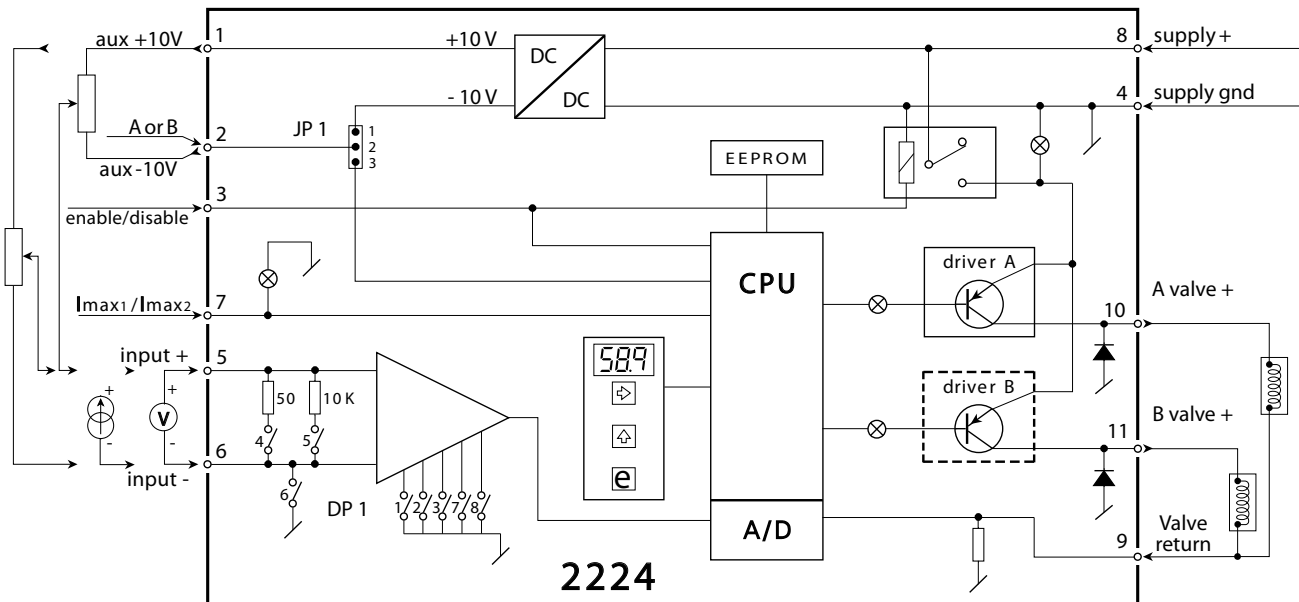 aux +10V
1
+10 V
DC
DC
8
supply +
- 10 V
4
supply gnd
A or B
2
JP 1
1
2
3
aux -10V
EEPROM
3
enable/disable
CPU
driver A
A valve +
Imax1 / Imax2
7
10
input +
5
58.9
50
10 K
driver B
B valve +
+
+
V
-
-
4
5
11
6
input -
e
6
DP 1
1
2
3
7
8
A/D
Valve
return
9
2224